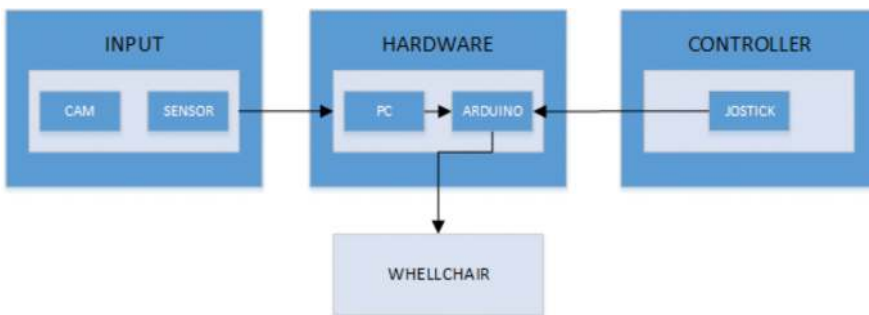 INPUT
HARDWARE
CONTROLLER
CAM
SENSOR
PC
ARDUINO
JOSTICK
WHELLCHAIR